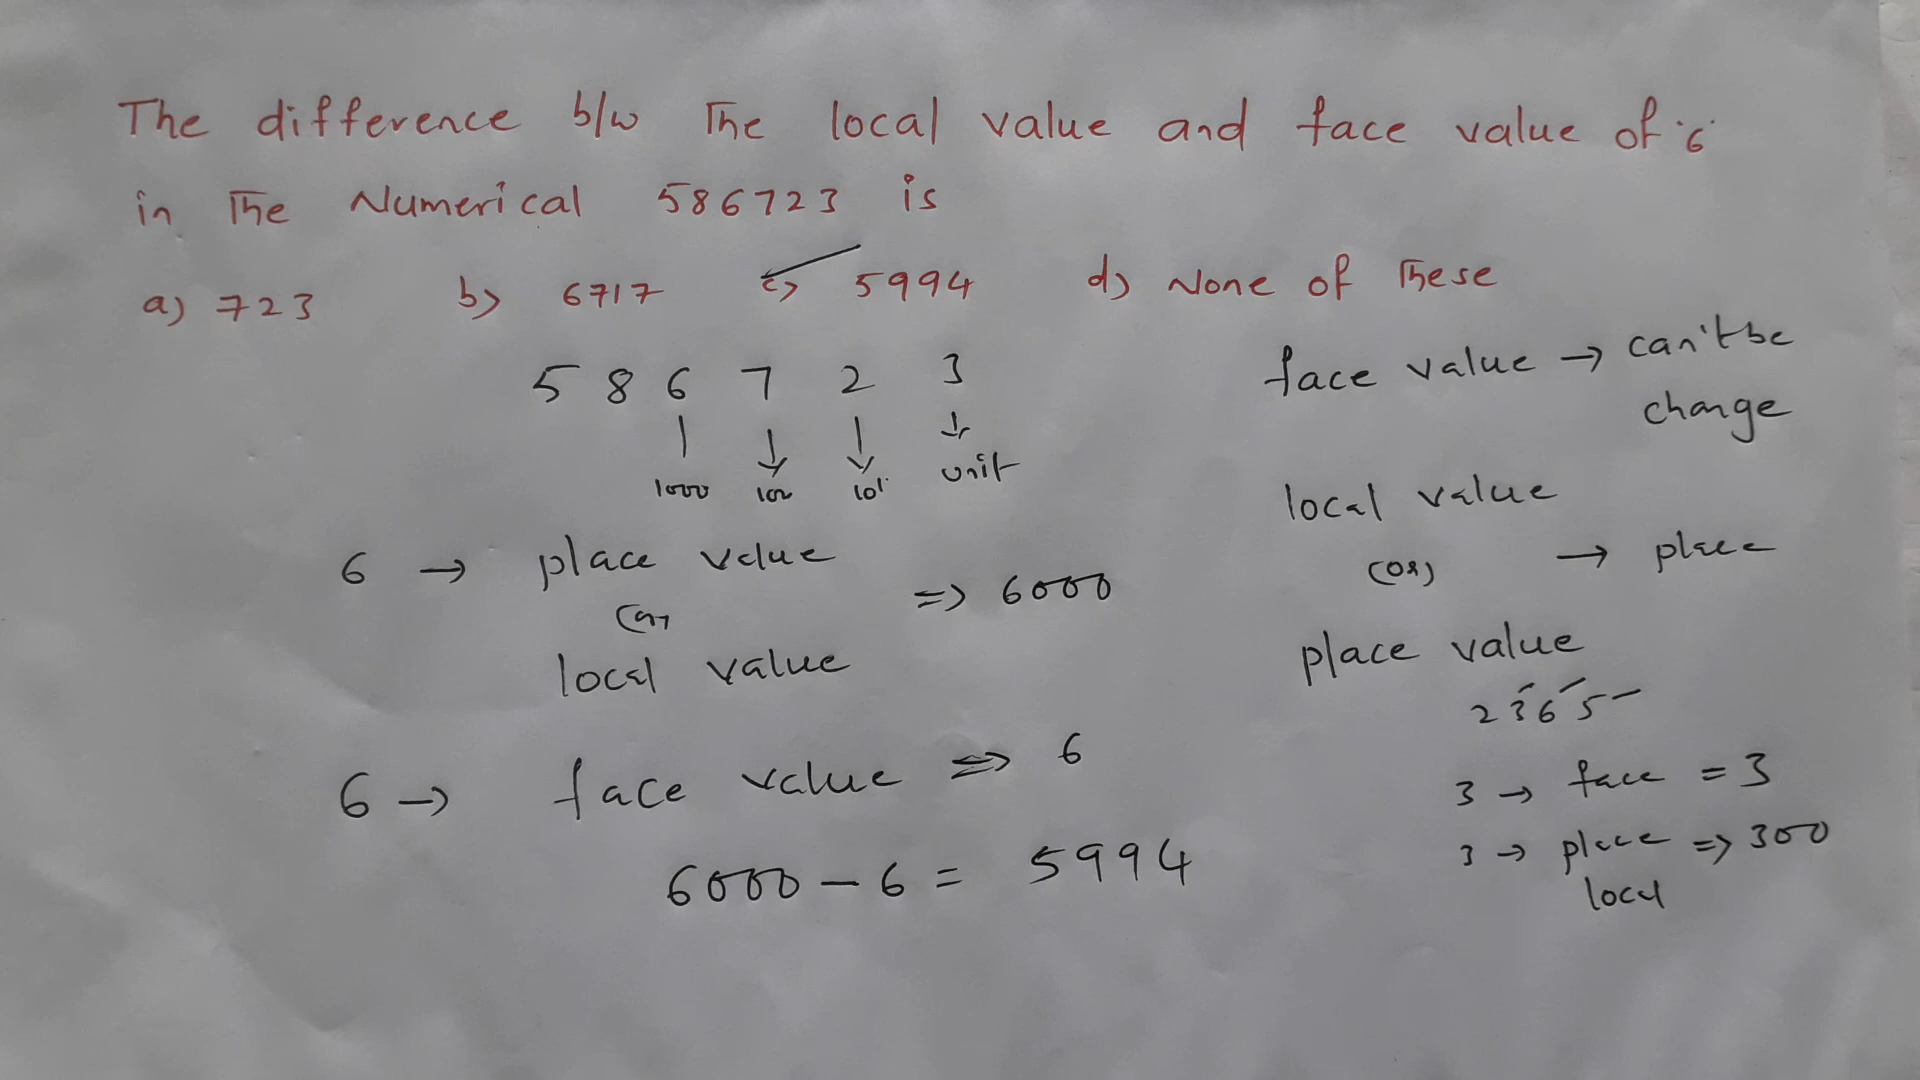 The difference b/w The local value and face value of '6'
in The Numerical 586723 is
a) 723 b) 6717 c) 5994 d) None of These
5 8 6 7 2 3
1000 100 10' unit
6 → place value
(or)
local value
=> 6000
6 → face value => 6
6000 - 6 = 5994
face value → can't be
change
local value
(or) → place
place value
2365
3 → face = 3
3 → place => 300
local